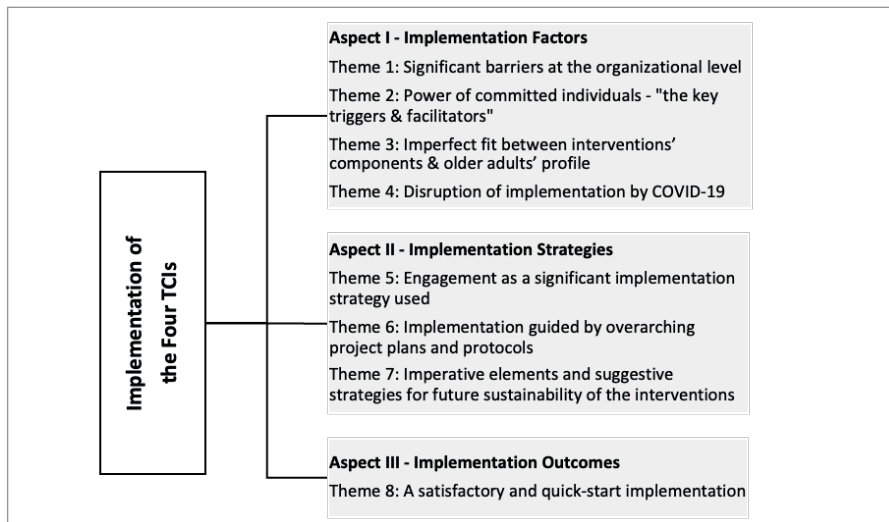 Implementation of
the Four TCIs
Aspect I - Implementation Factors
Theme 1: Significant barriers at the organizational level
Theme 2: Power of committed individuals - "the key
triggers & facilitators"
Theme 3: Imperfect fit between interventions’
components & older adults’ profile
Theme 4: Disruption of implementation by COVID-19
Aspect II - Implementation Strategies
Theme 5: Engagement as a significant implementation
strategy used
Theme 6: Implementation guided by overarching
project plans and protocols
Theme 7: Imperative elements and suggestive
strategies for future sustainability of the interventions
Aspect III - Implementation Outcomes
Theme 8: A satisfactory and quick-start implementation